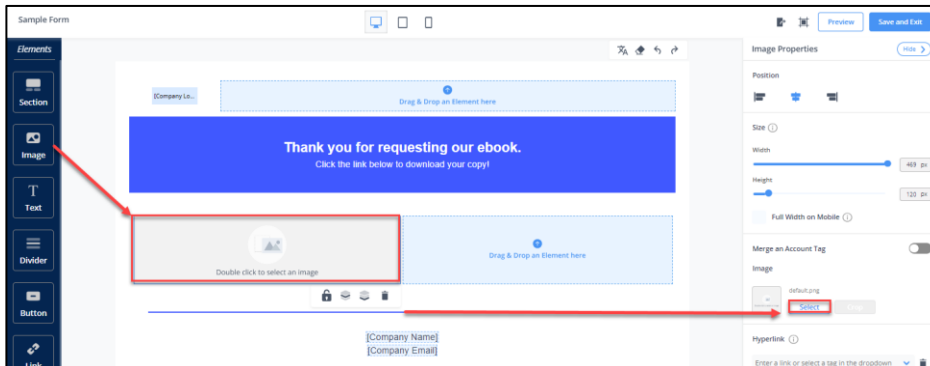 Sample Form
Preview
Save and Exit
Elements
Section
Image
Text
Divider
Button
Link
[Company Lo...
Drag & Drop an Element here
Thank you for requesting our ebook.
Click the link below to download your copy!
Double click to select an image
Drag & Drop an Element here
[Company Name]
[Company Email]
Image Properties
Hide
Position
Size
Width
469 px
Height
120 px
Full Width on Mobile
Merge an Account Tag
Image
default.png
Select
Hyperlink
Enter a link or select a tag in the dropdown